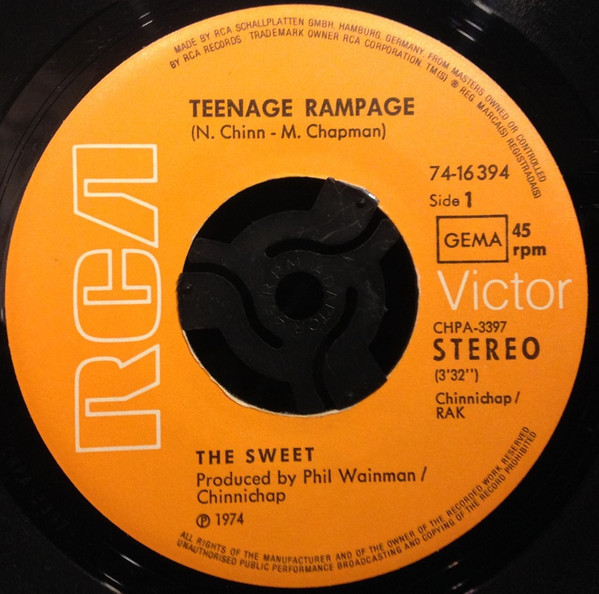 MADE BY RCA SCHALLPLATTEN GMBH, HAMBURG, GERMANY, FROM MASTERS OWNED OR CONTROLLED
BY RCA RECORDS TRADEMARK OWNER RCA CORPORATION. TM(S) ® REG. MARCA(S) REGISTRADA(S)
TEENAGE RAMPAGE
(N. Chinn - M. Chapman)
RCA
74-16394
Side 1
GEMA
45
rpm
Victor
CHPA-3397
STEREO
(3'32")
Chinnichap /
RAK
THE SWEET
Produced by Phil Wainman /
Chinnichap
℗ 1974
ALL RIGHTS OF THE MANUFACTURER AND OF THE OWNER OF THE RECORDED WORK RESERVED
UNAUTHORISED PUBLIC PERFORMANCE BROADCASTING AND COPYING OF THE RECORD PROHIBITED